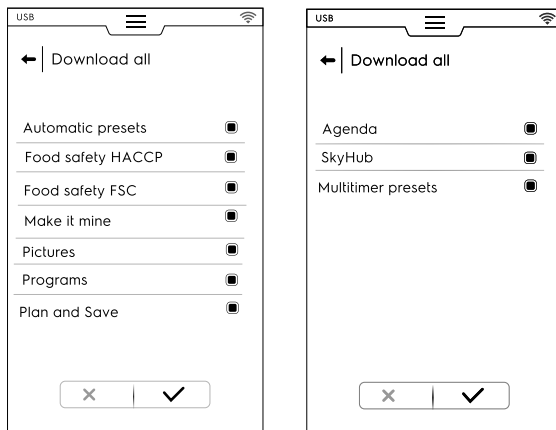 USB
Download all
Automatic presets
Food safety HACCP
Food safety FSC
Make it mine
Pictures
Programs
Plan and Save
USB
Download all
Agenda
SkyHub
Multitimer presets